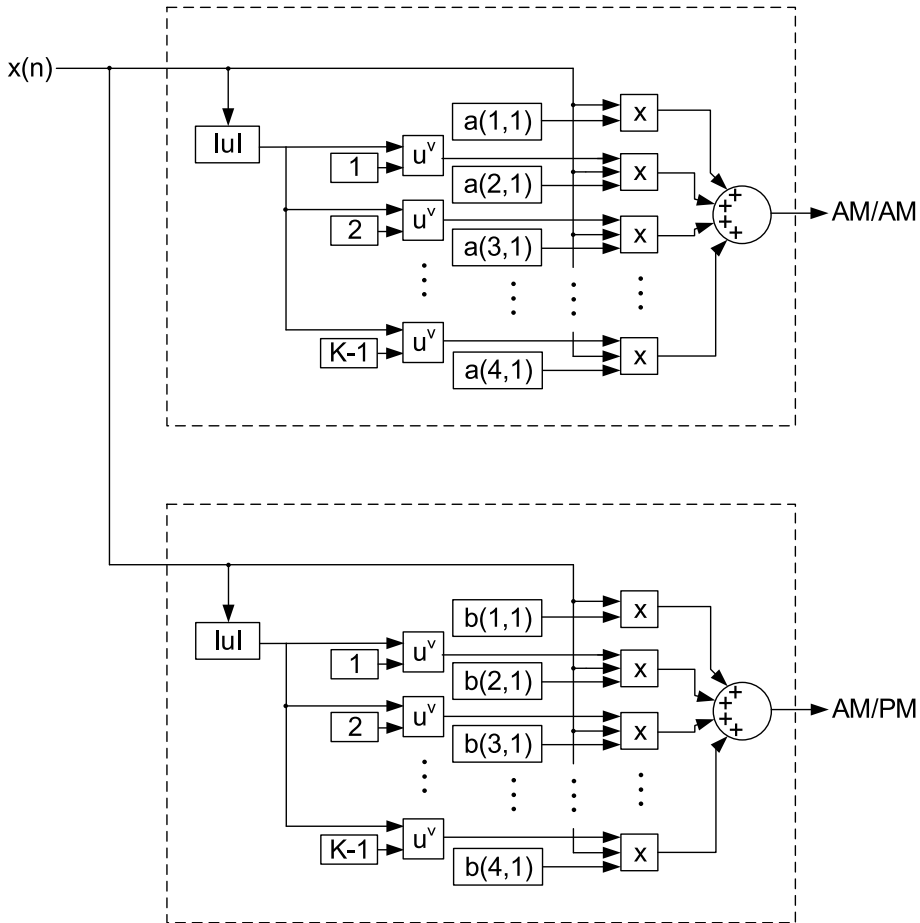 x(n)
|u|
a(1,1)
x
1
u^v
a(2,1)
x
2
u^v
a(3,1)
x
K-1
u^v
a(4,1)
x
+
+
+
+
AM/AM
|u|
b(1,1)
x
1
u^v
b(2,1)
x
2
u^v
b(3,1)
x
K-1
u^v
b(4,1)
x
+
+
+
+
AM/PM